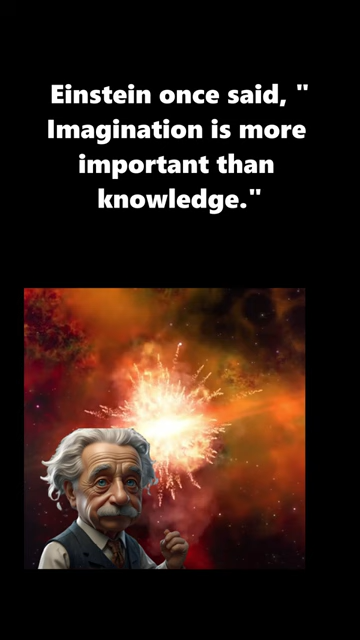 Einstein once said, "
Imagination is more
important than
knowledge."